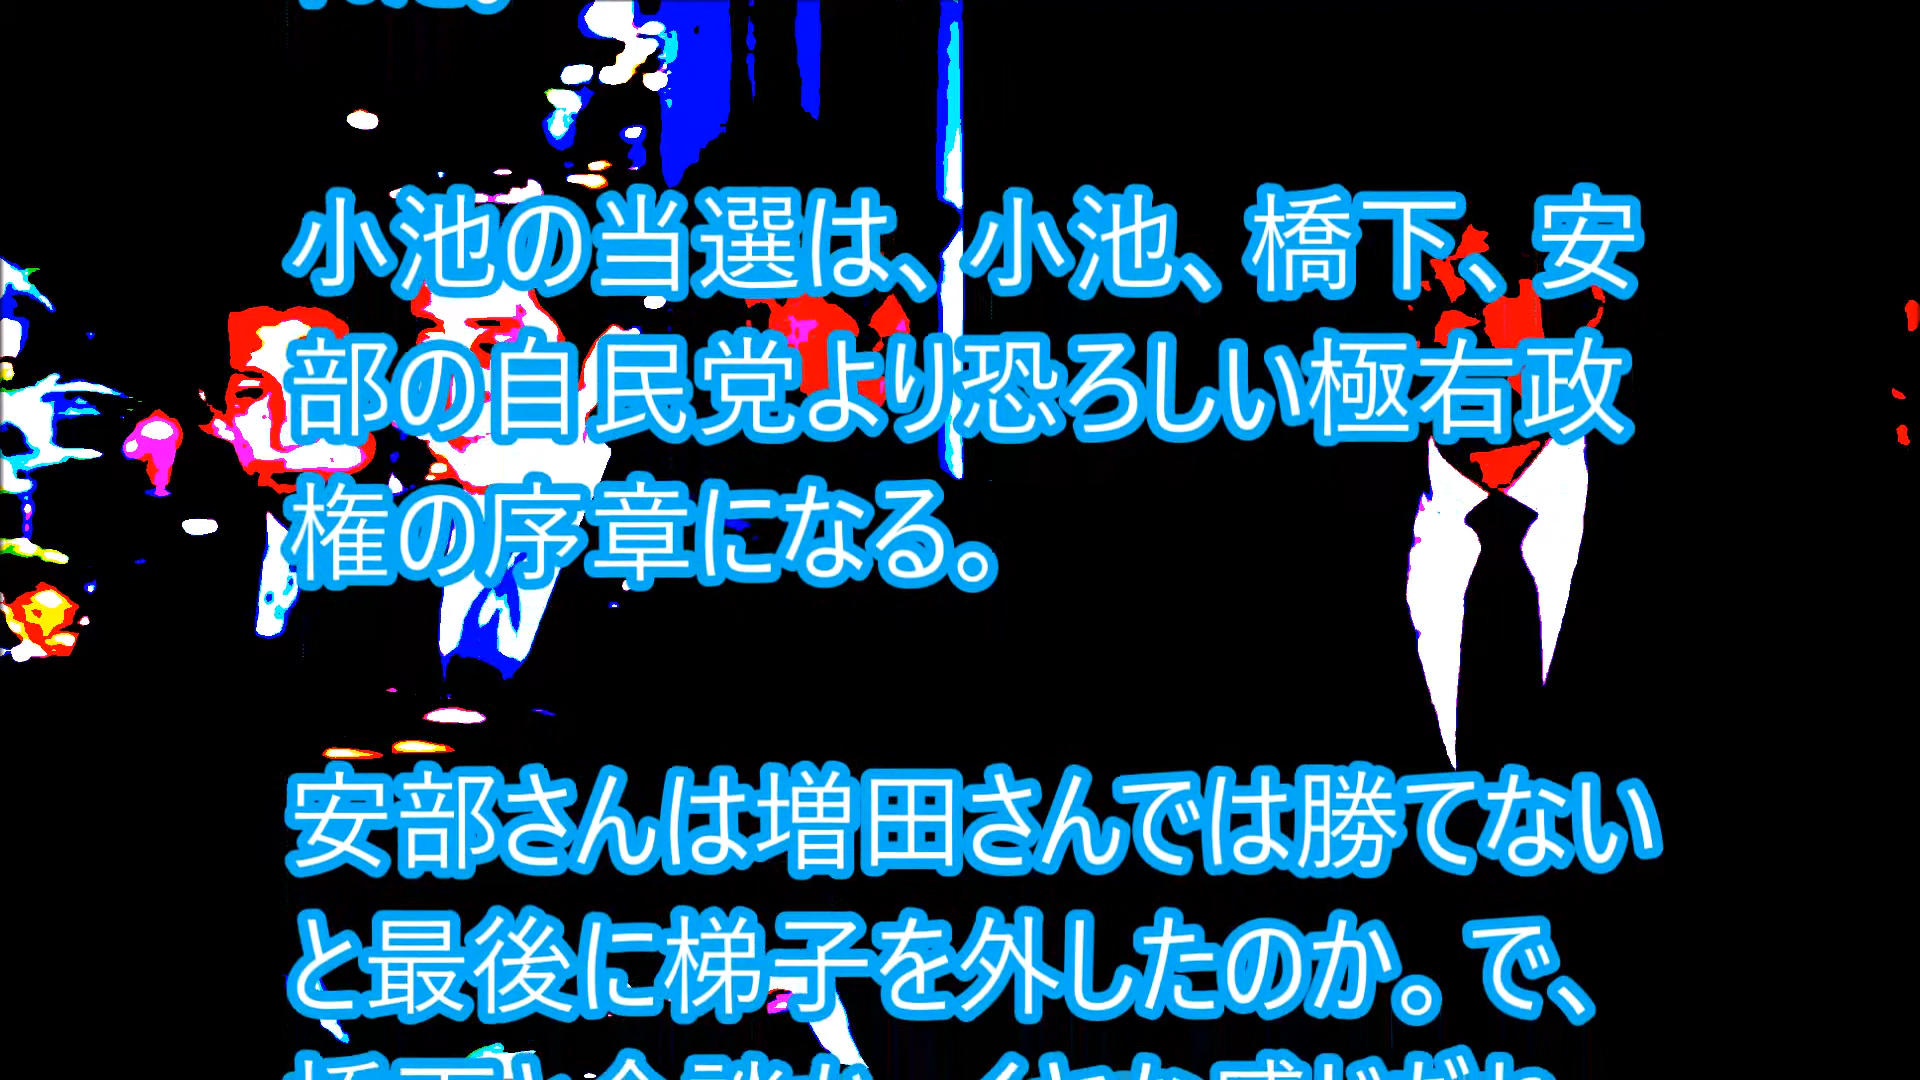 小池の当選は、小池、橋下、安
部の自民党より恐ろしい極右政
権の序章になる。
安部さんは増田さんでは勝てない
と最後に梯子を外したのか。で、